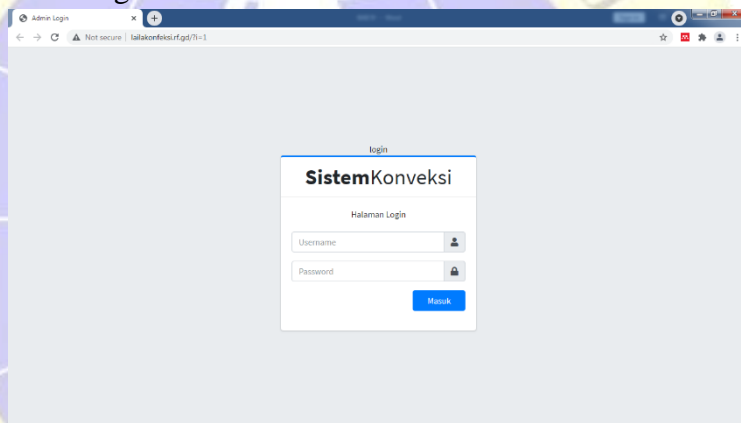 Admin Login
Not secure | lailakonfeksi.rf.gd/?i=1
login
SistemKonveksi
Halaman Login
Username
Password
Masuk